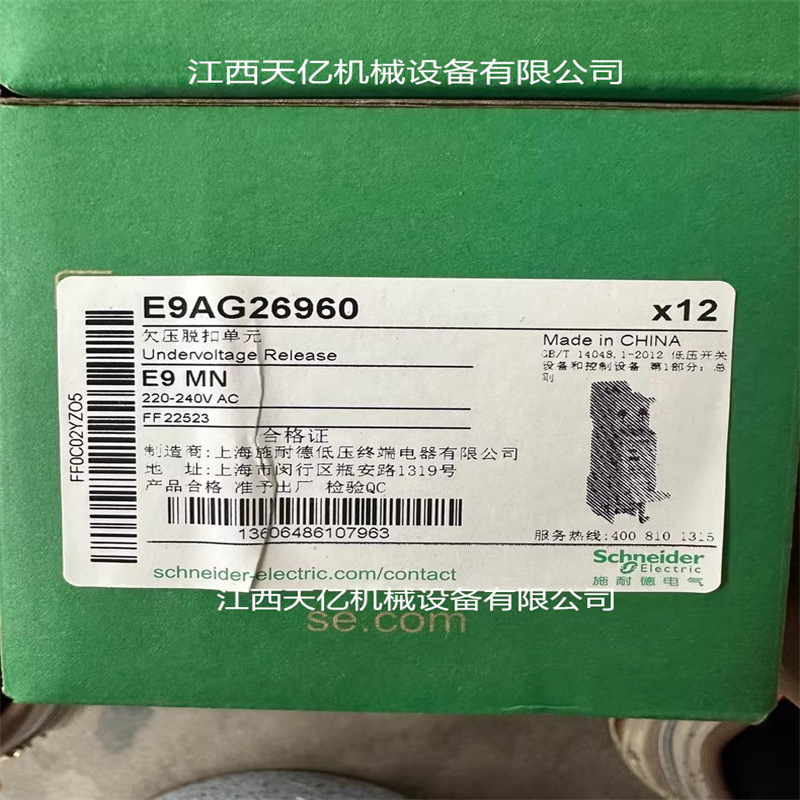 江西天亿机械设备有限公司
E9AG26960
x12
欠压脱扣单元
Undervoltage Release
E9 MN
220-240V AC
FF22523
Made in CHINA
GB/T 14048.1-2012 低压开关
设备和控制设备 第1部分：总
则
合格证
制造商：上海施耐德低压终端电器有限公司
地 址：上海市闵行区瓶安路1319号
产品合格 准予出厂 检验QC
FF0C02YZ05
13606486107963
服务热线：400 810 1315
Schneider
Electric
施耐德电气
schneider-electric.com/contact
江西天亿机械设备有限公司
se.com